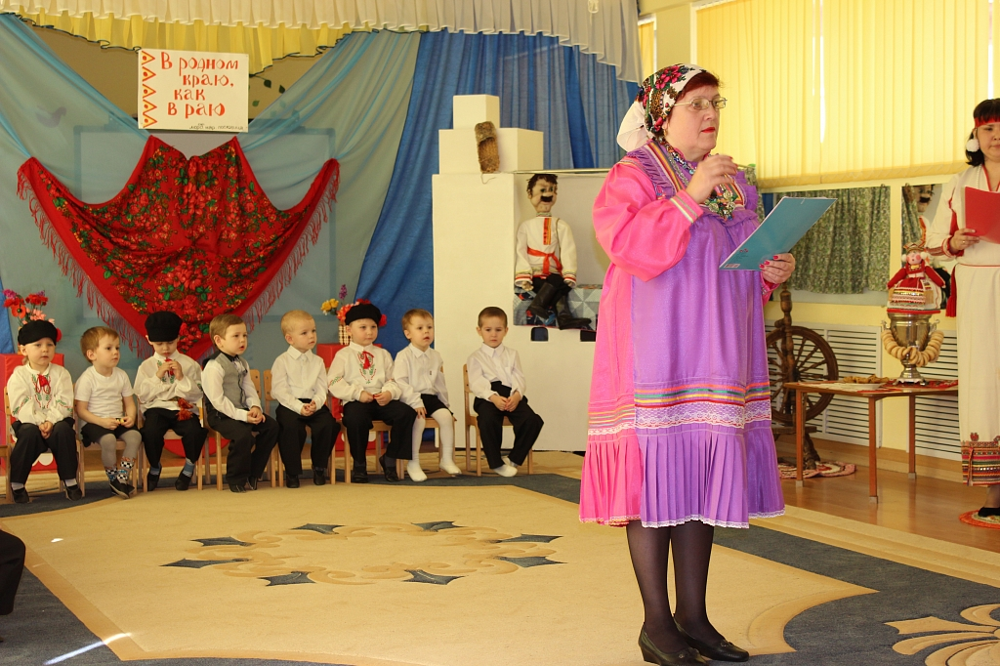 В родном
краю,
как
в раю